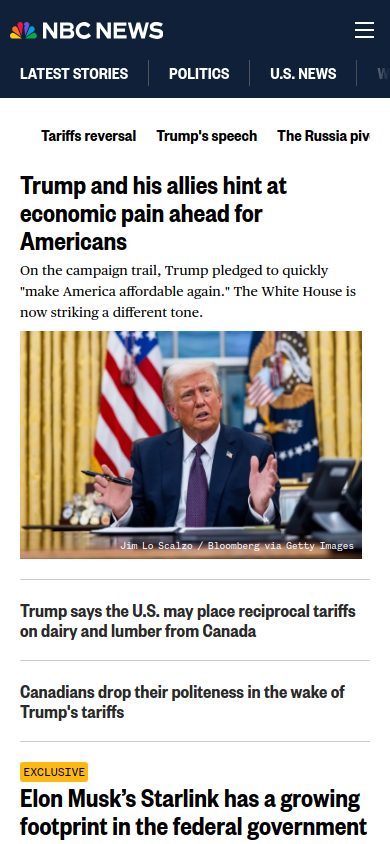 NBC NEWS
LATEST STORIES
POLITICS
U.S. NEWS
Tariffs reversal
Trump's speech
The Russia piv
Trump and his allies hint at
economic pain ahead for
Americans
On the campaign trail, Trump pledged to quickly
"make America affordable again." The White House is
now striking a different tone.
Jim Lo Scalzo / Bloomberg via Getty Images
Trump says the U.S. may place reciprocal tariffs
on dairy and lumber from Canada
Canadians drop their politeness in the wake of
Trump's tariffs
EXCLUSIVE
Elon Musk’s Starlink has a growing
footprint in the federal government